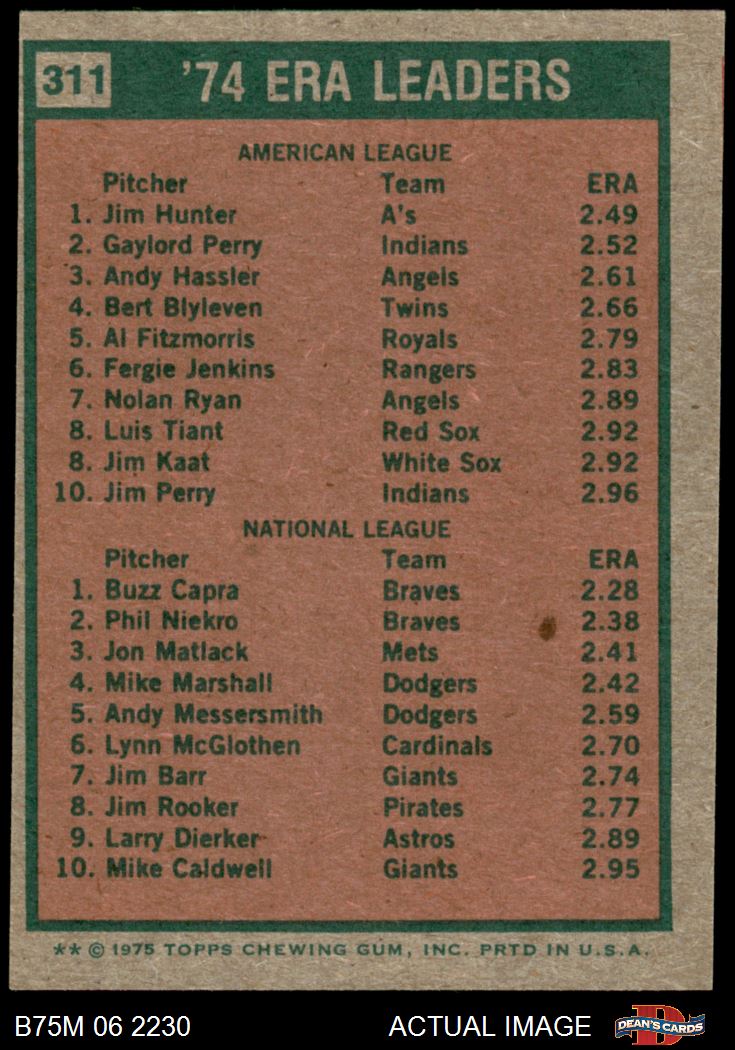 311 '74 ERA LEADERS
AMERICAN LEAGUE
Pitcher Team ERA
1. Jim Hunter A's 2.49
2. Gaylord Perry Indians 2.52
3. Andy Hassler Angels 2.61
4. Bert Blyleven Twins 2.66
5. Al Fitzmorris Royals 2.79
6. Fergie Jenkins Rangers 2.83
7. Nolan Ryan Angels 2.89
8. Luis Tiant Red Sox 2.92
8. Jim Kaat White Sox 2.92
10. Jim Perry Indians 2.96
NATIONAL LEAGUE
Pitcher Team ERA
1. Buzz Capra Braves 2.28
2. Phil Niekro Braves 2.38
3. Jon Matlack Mets 2.41
4. Mike Marshall Dodgers 2.42
5. Andy Messersmith Dodgers 2.59
6. Lynn McGlothen Cardinals 2.70
7. Jim Barr Giants 2.74
8. Jim Rooker Pirates 2.77
9. Larry Dierker Astros 2.89
10. Mike Caldwell Giants 2.95
** © 1975 TOPPS CHEWING GUM, INC. PRTD IN U.S.A.
B75M 06 2230 ACTUAL IMAGE D DEAN'S CARDS